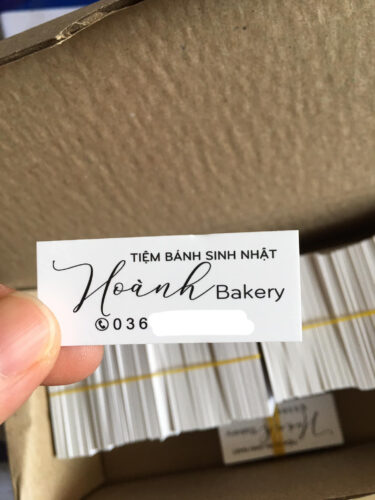 TIỆM BÁNH SINH NHẬT
Hoành Bakery
036